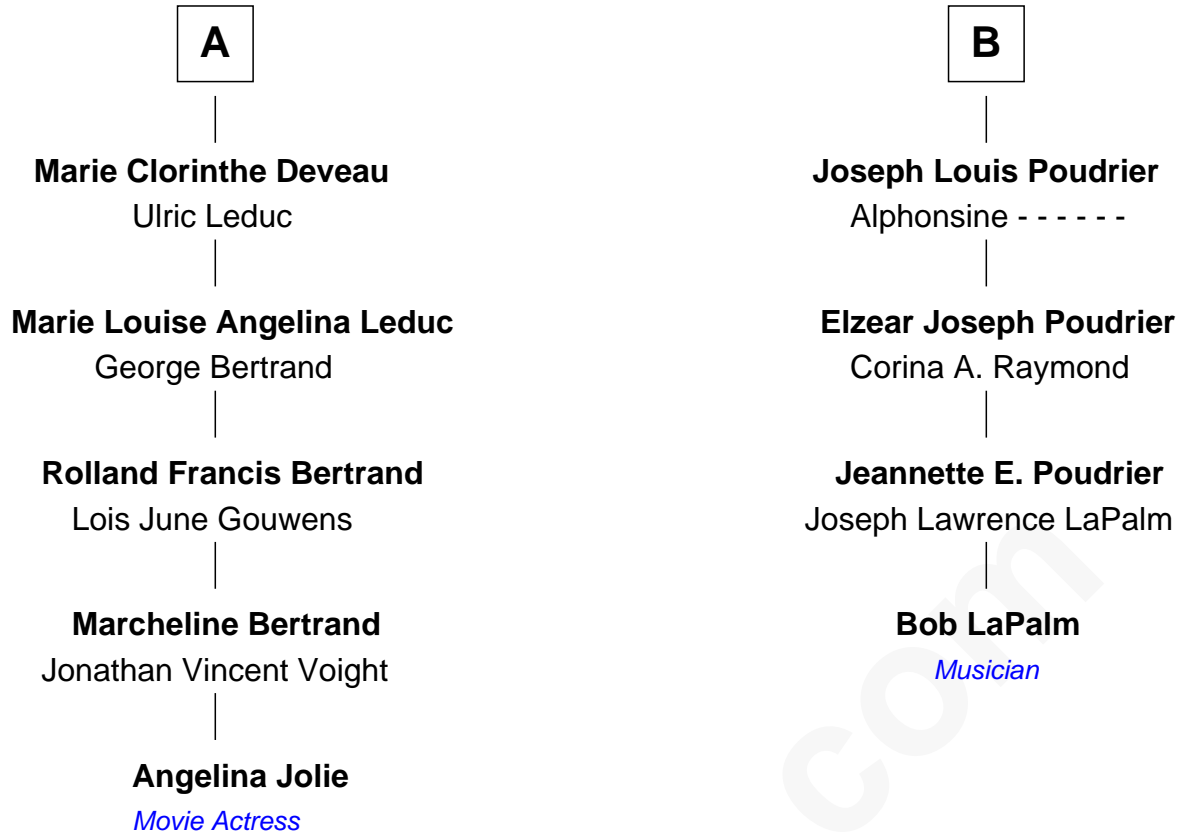 A
Marie Clorinthe Deveau
Ulric Leduc
Marie Louise Angelina Leduc
George Bertrand
Rolland Francis Bertrand
Lois June Gouwens
Marcheline Bertrand
Jonathan Vincent Voight
Angelina Jolie
Movie Actress
B
Joseph Louis Poudrier
Alphonsine - - - - - -
Elzear Joseph Poudrier
Corina A. Raymond
Jeannette E. Poudrier
Joseph Lawrence LaPalm
Bob LaPalm
Musician
com